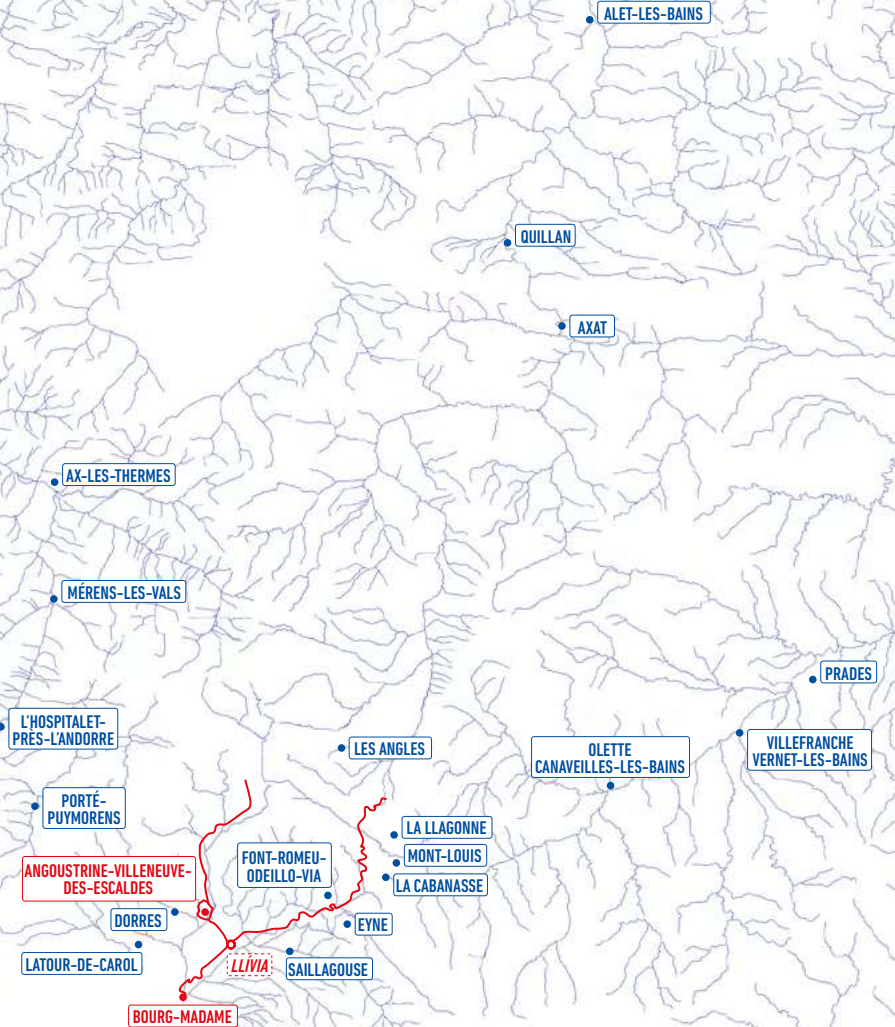 ALET-LES-BAINS
QUILLAN
AXAT
AX-LES-THERMES
MÉRENS-LES-VALS
PRADES
L'HOSPITALET-
PRÈS-L'ANDORRE
LES ANGLES
OLETTE
CANAVEILLES-LES-BAINS
VILLEFRANCHE
VERNET-LES-BAINS
PORTÉ-
PUYMORENS
LA LLAGONNE
MONT-LOUIS
LA CABANASSE
FONT-ROMEU-
ODEILLO-VIA
ANGOUSTRINE-VILLENEUVE-
DES-ESCALDES
DORRES
EYNE
LATOUR-DE-CAROL
LLÍVIA
SAILLAGOUSE
BOURG-MADAME